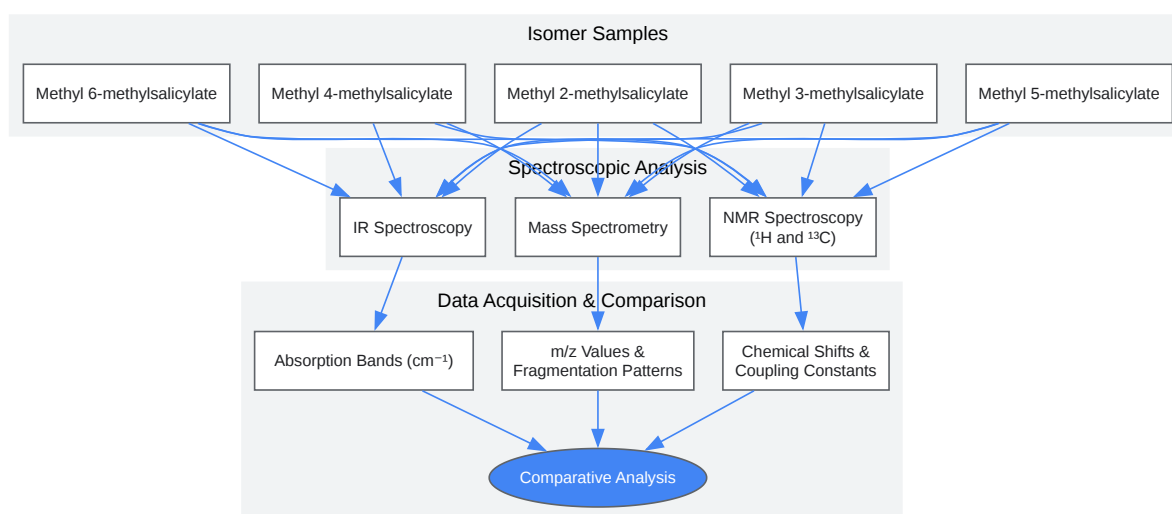 Isomer Samples
Methyl 6-methylsalicylate
Methyl 4-methylsalicylate
Methyl 2-methylsalicylate
Methyl 3-methylsalicylate
Methyl 5-methylsalicylate
Spectroscopic Analysis
IR Spectroscopy
Mass Spectrometry
NMR Spectroscopy
(¹H and ¹³C)
Data Acquisition & Comparison
Absorption Bands (cm⁻¹)
m/z Values &
Fragmentation Patterns
Chemical Shifts &
Coupling Constants
Comparative Analysis